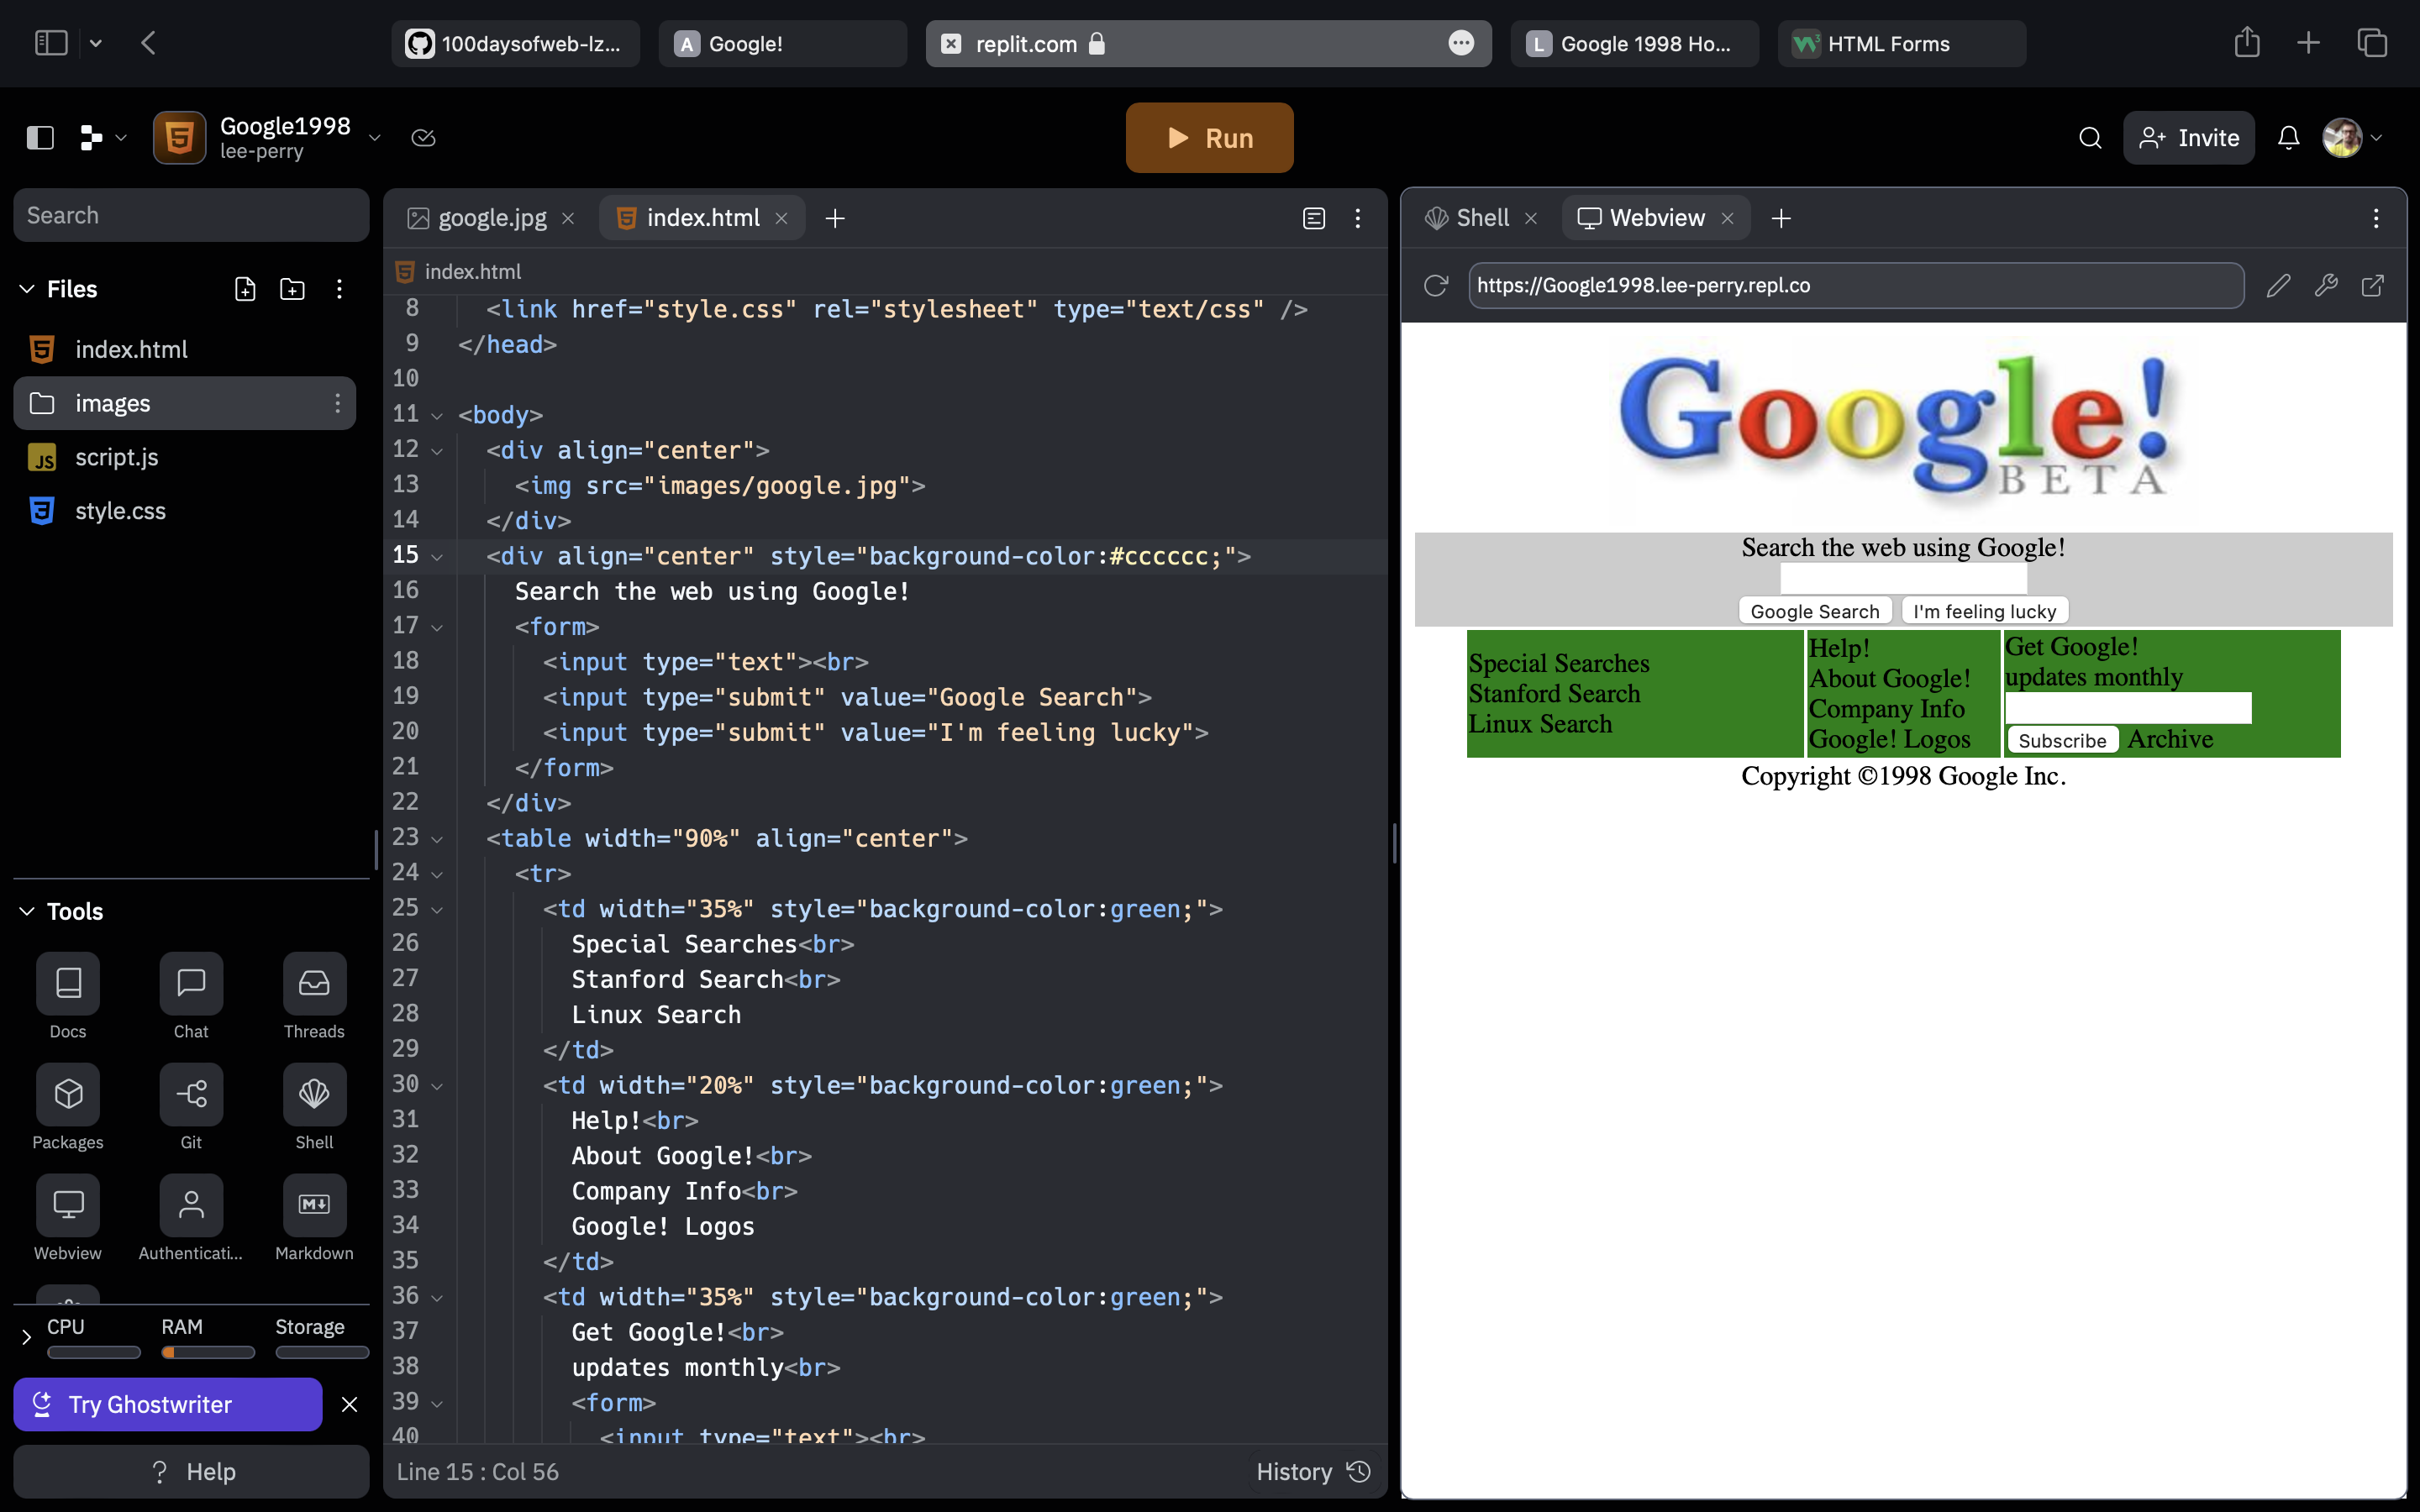 100daysofweb-lz...
A Google!
replit.com
L Google 1998 Ho...
HTML Forms
Google1998
lee-perry
Run
Invite
Search
Files
index.html
images
JS script.js
style.css
Tools
Docs
Chat
Threads
Packages
Git
Shell
Webview
Authenticati...
Markdown
CPU
RAM
Storage
Try Ghostwriter
? Help
google.jpg
index.html
index.html
8 <link href="style.css" rel="stylesheet" type="text/css" />
9 </head>
10
11 <body>
12 <div align="center">
13 <img src="images/google.jpg">
14 </div>
15 <div align="center" style="background-color:#cccccc;">
16 Search the web using Google!
17 <form>
18 <input type="text"><br>
19 <input type="submit" value="Google Search">
20 <input type="submit" value="I'm feeling lucky">
21 </form>
22 </div>
23 <table width="90%" align="center">
24 <tr>
25 <td width="35%" style="background-color:green;">
26 Special Searches<br>
27 Stanford Search<br>
28 Linux Search
29 </td>
30 <td width="20%" style="background-color:green;">
31 Help!<br>
32 About Google!<br>
33 Company Info<br>
34 Google! Logos
35 </td>
36 <td width="35%" style="background-color:green;">
37 Get Google!<br>
38 updates monthly<br>
39 <form>
40 <input type="text"><br>
Line 15 : Col 56
History
Shell
Webview
https://Google1998.lee-perry.repl.co
Google!
BETA
Search the web using Google!
Google Search
I'm feeling lucky
Special Searches
Stanford Search
Linux Search
Help!
About Google!
Company Info
Google! Logos
Get Google!
updates monthly
Subscribe Archive
Copyright ©1998 Google Inc.